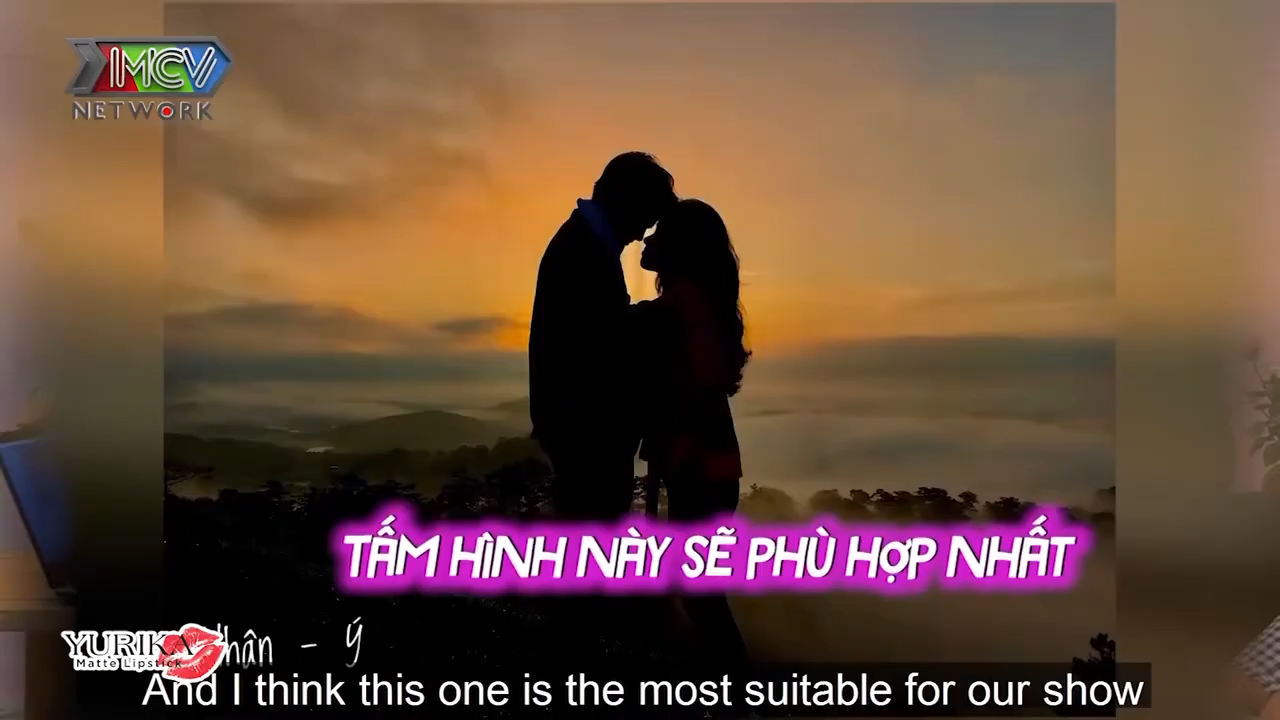 MCV
NETWORK
TẤM HÌNH NÀY SẼ PHÙ HỢP NHẤT
YURIKA
Matte Lipstick
- Ý
And I think this one is the most suitable for our show